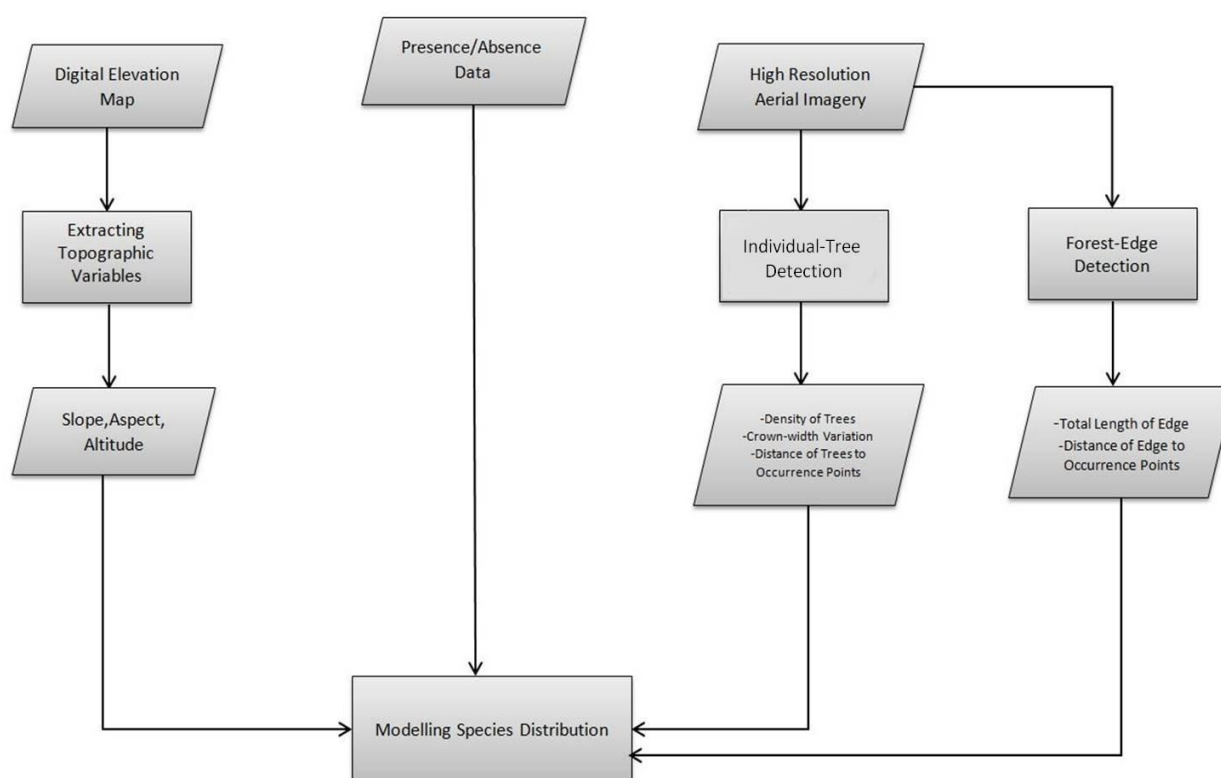 Digital Elevation
Map
Presence/Absence
Data
High Resolution
Aerial Imagery
Extracting
Topographic
Variables
Individual-Tree
Detection
Forest-Edge
Detection
Slope,Aspect,
Altitude
-Density of Trees
-Crown-width Variation
-Distance of Trees to
Occurrence Points
-Total Length of Edge
-Distance of Edge to
Occurrence Points
Modelling Species Distribution